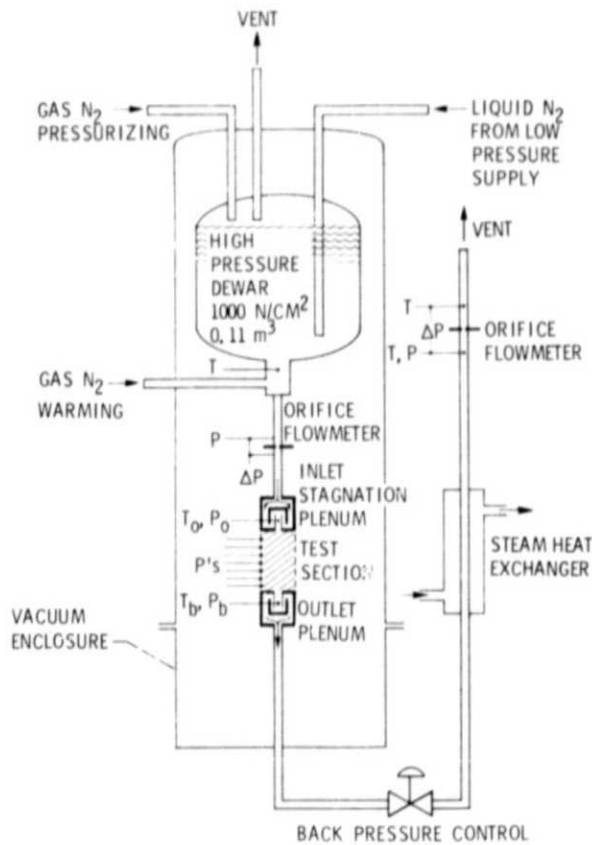 VENT
GAS N2
PRESSURIZING
LIQUID N2
FROM LOW
PRESSURE
SUPPLY
VENT
HIGH
PRESSURE
DEWAR
1000 N/CM2
0.11 m3
T
ΔP
ORIFICE
FLOWMETER
T, P
T
GAS N2
WARMING
ORIFICE
FLOWMETER
P
ΔP
INLET
STAGNATION
PLENUM
To, Po
TEST
SECTION
P's
STEAM HEAT
EXCHANGER
Tb, Pb
OUTLET
PLENUM
VACUUM
ENCLOSURE
BACK PRESSURE CONTROL